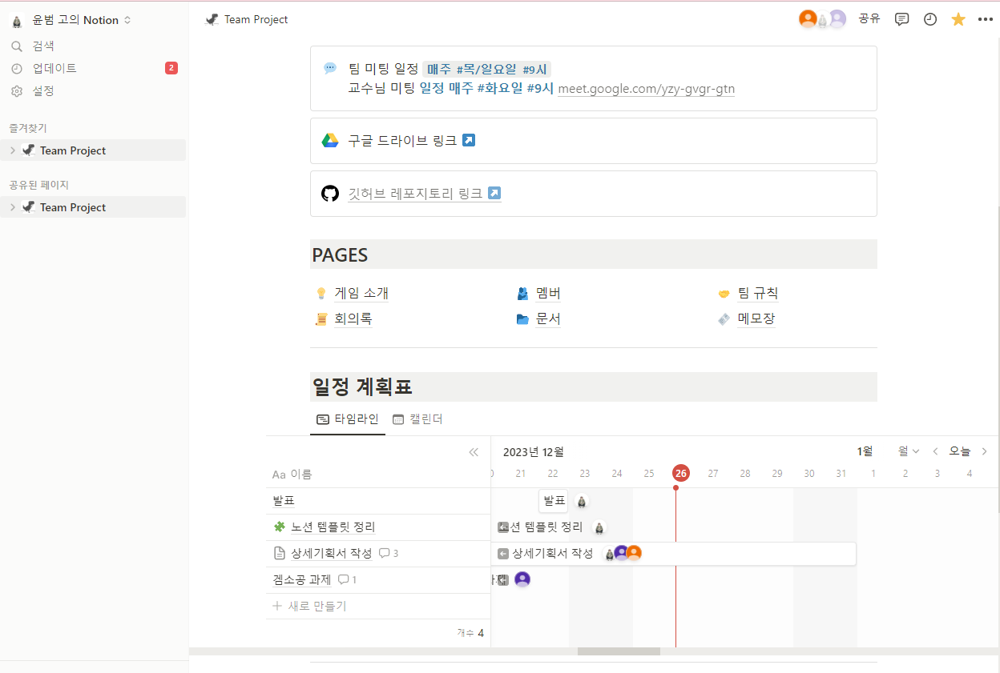 윤범 고의 Notion
검색
업데이트 2
설정
즐겨찾기
Team Project
공유된 페이지
Team Project
Team Project
공유
팀 미팅 일정 매주 #목/일요일 #9시
교수님 미팅 일정 매주 #화요일 #9시 meet.google.com/yzy-gvgr-gtn
구글 드라이브 링크
깃허브 레포지토리 링크
PAGES
게임 소개 멤버 팀 규칙
회의록 문서 메모장
일정 계획표
타임라인 캘린더
2023년 12월 1월 월 오늘
Aa 이름 21 22 23 24 25 26 27 28 29 30 31 1 2 3 4
발표 발표
노션 템플릿 정리 션 템플릿 정리
상세기획서 작성 3 상세기획서 작성
겜소공 과제 1
새로 만들기
개수 4